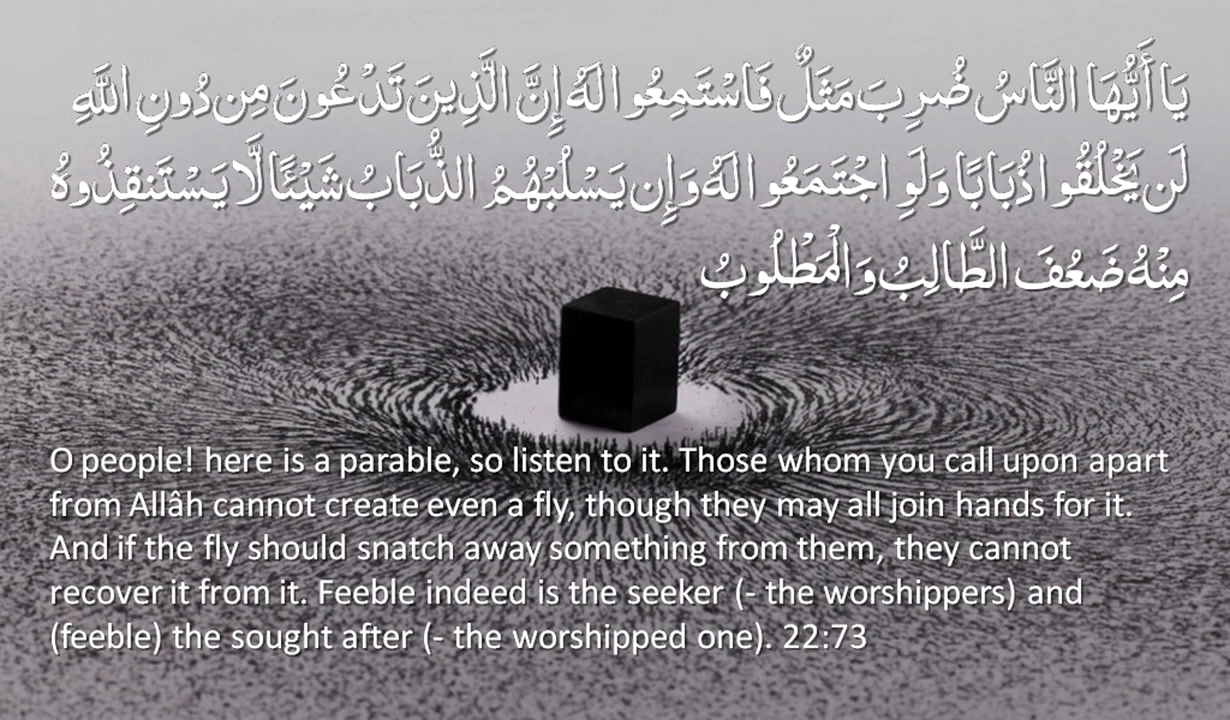 يَا أَيُّهَا النَّاسُ ضُرِبَ مَثَلٌ فَاسْتَمِعُوا لَهُ إِنَّ الَّذِينَ تَدْعُونَ مِن دُونِ اللَّهِ
لَن يَخْلُقُوا ذُبَابًا وَلَوِ اجْتَمَعُوا لَهُ وَإِن يَسْلُبْهُمُ الذُّبَابُ شَيْئًا لَّا يَسْتَنقِذُوهُ
مِنْهُ ضَعُفَ الطَّالِبُ وَالْمَطْلُوبُ
O people! here is a parable, so listen to it. Those whom you call upon apart
from Allâh cannot create even a fly, though they may all join hands for it.
And if the fly should snatch away something from them, they cannot
recover it from it. Feeble indeed is the seeker (- the worshippers) and
(feeble) the sought after (- the worshipped one). 22:73